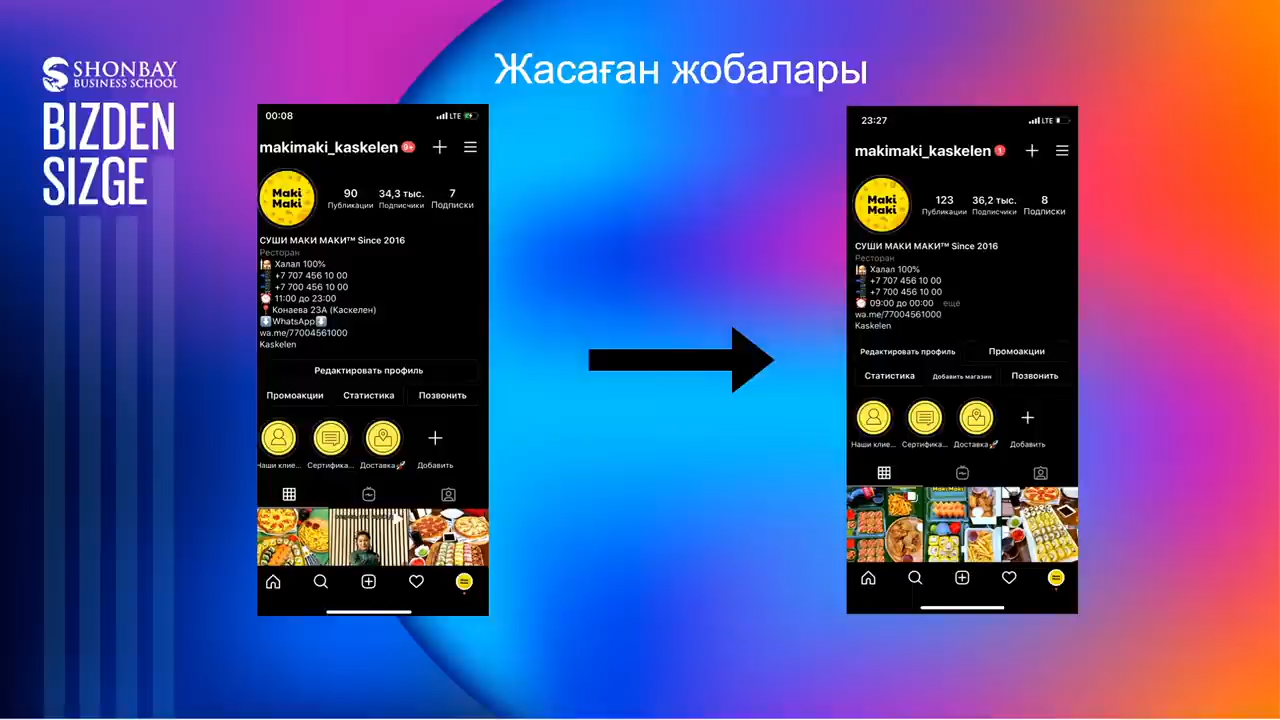 SHONBAY
BUSINESS SCHOOL
BIZDEN
SIZGE
Жасаған жобалары
00:08
LTE
makimaki_kaskelen 9+
Maki
Maki
90
Публикации
34,3 тыс.
Подписчики
7
Подписки
СУШИ МАКИ МАКИ™ Since 2016
Ресторан
Халал 100%
+7 707 456 10 00
+7 700 456 10 00
11:00 до 23:00
Конаева 23А (Каскелен)
WhatsApp
wa.me/77004561000
Kaskelen
Редактировать профиль
Промоакции
Статистика
Позвонить
Наши клие...
Сертифика...
Доставка
Добавить
23:27
LTE
makimaki_kaskelen 1
Maki
Maki
123
Публикации
36,2 тыс.
Подписчики
8
Подписки
СУШИ МАКИ МАКИ™ Since 2016
Ресторан
Халал 100%
+7 707 456 10 00
+7 700 456 10 00
09:00 до 00:00 ещё
wa.me/77004561000
Kaskelen
Редактировать профиль
Промоакции
Статистика
Добавить магазин
Позвонить
Наши клие...
Сертифика...
Доставка
Добавить